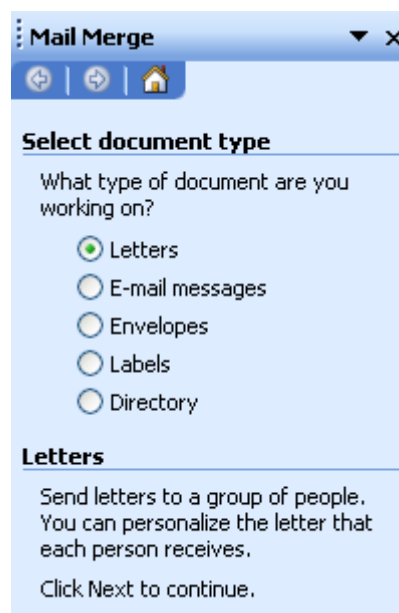 Mail Merge
Select document type
What type of document are you
working on?
Letters
E-mail messages
Envelopes
Labels
Directory
Letters
Send letters to a group of people.
You can personalize the letter that
each person receives.
Click Next to continue.